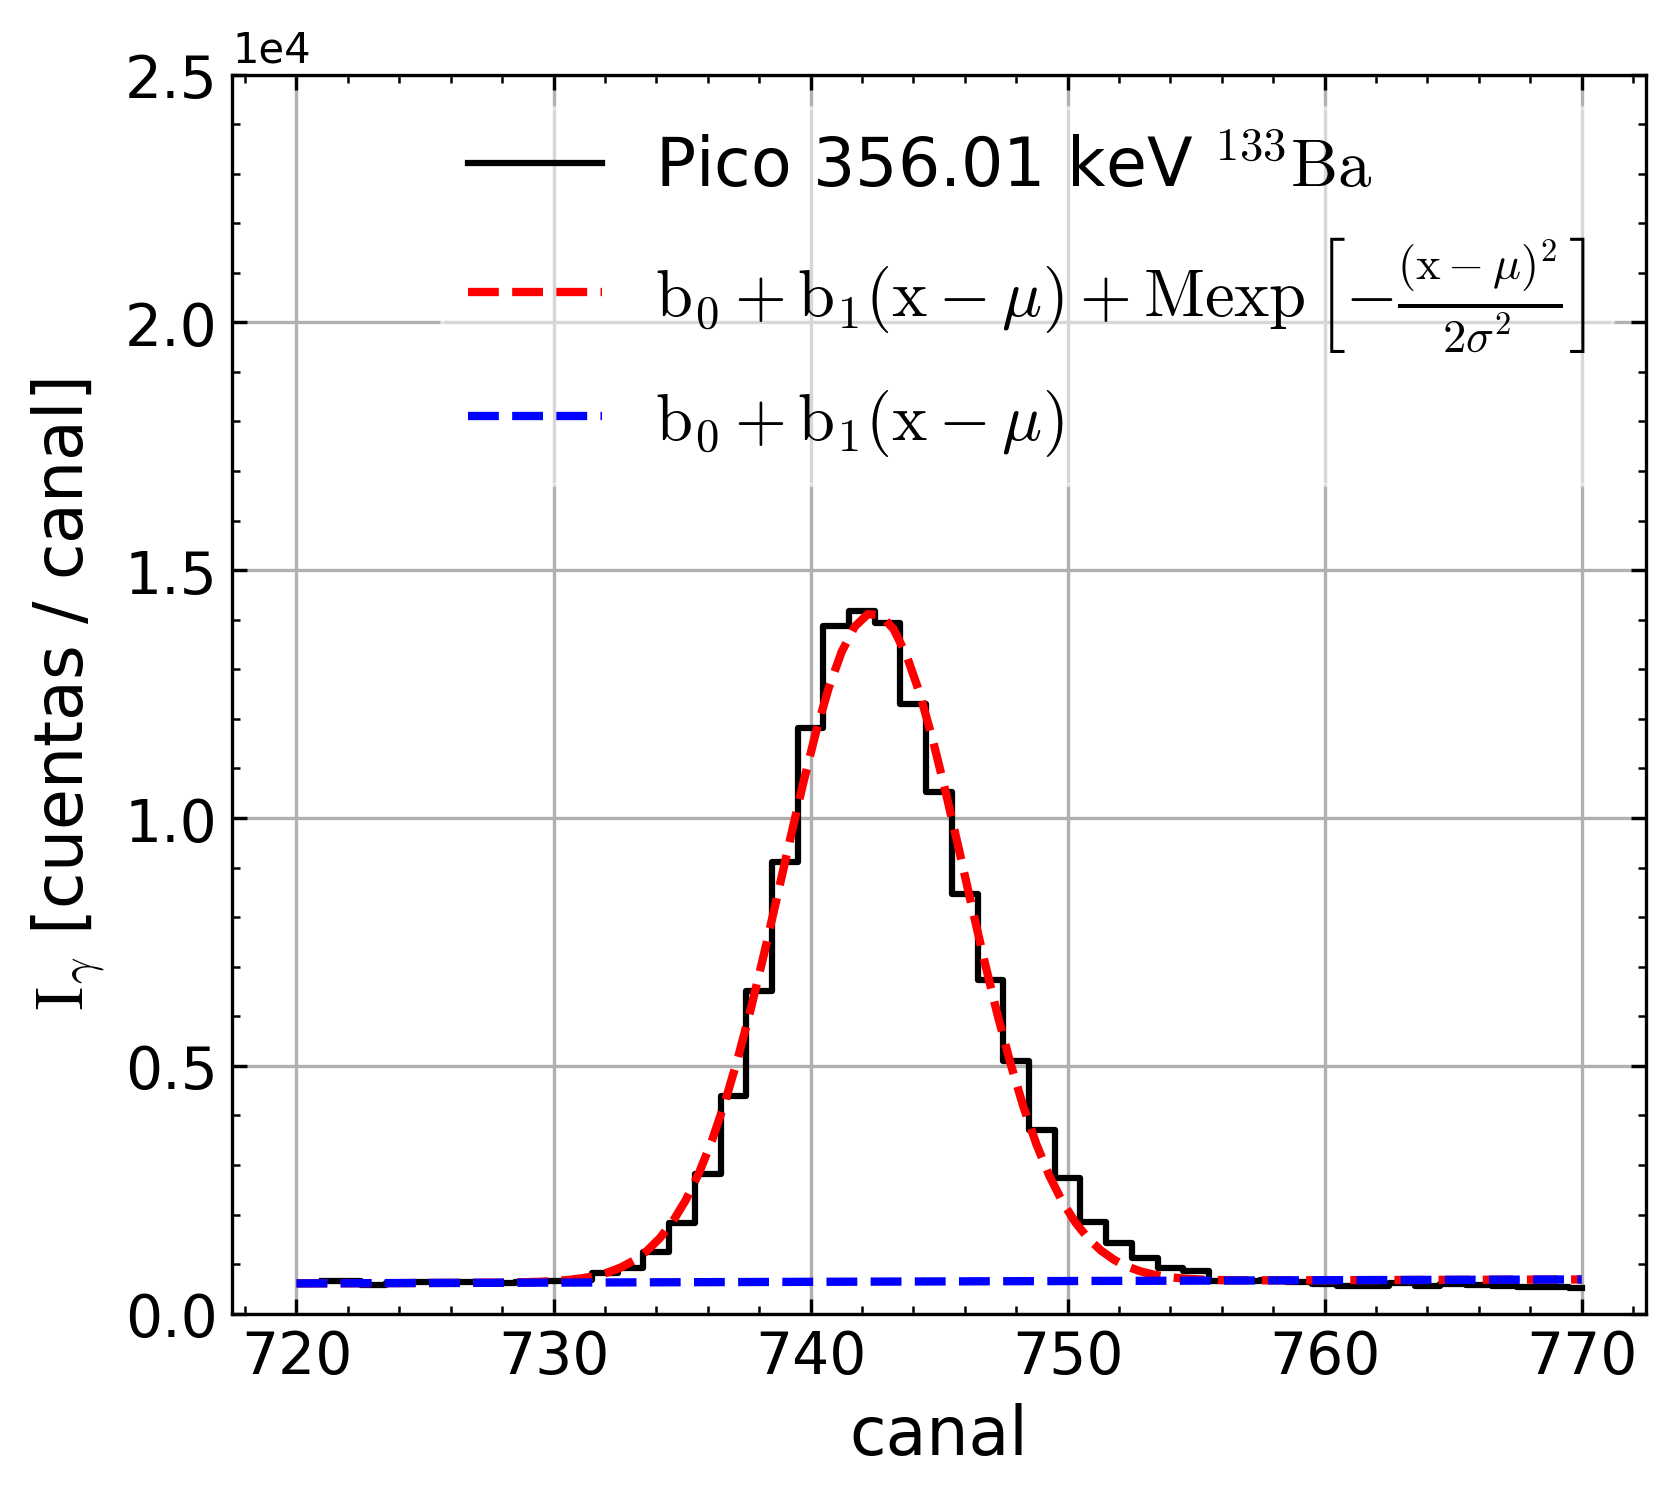 1e4
2.5
2.0
1.5
1.0
0.5
0.0
I_γ [cuentas / canal]
Pico 356.01 keV ¹³³Ba
b₀ + b₁(x − μ) + Mexp [−(x − μ)²/2σ²]
b₀ + b₁(x − μ)
720 730 740 750 760 770
canal